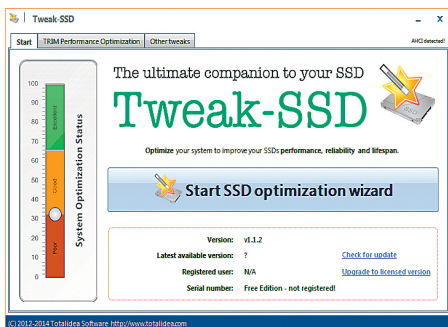 Tweak-SSD
Start TRIM Performance Optimization Other tweaks AHCI detected!
100
90
80
70
60
50
40
30
20
10
0
Excellent
Good
Poor
System Optimization Status
The ultimate companion to your SSD
Tweak-SSD
Optimize your system to improve your SSDs performance, reliability and lifespan.
Start SSD optimization wizard
Version: v1.1.2
Latest available version: ? Check for update
Registered user: N/A Upgrade to licensed version
Serial number: Free Edition - not registered!
(C) 2012-2014 Totalidea Software http://www.totalidea.com